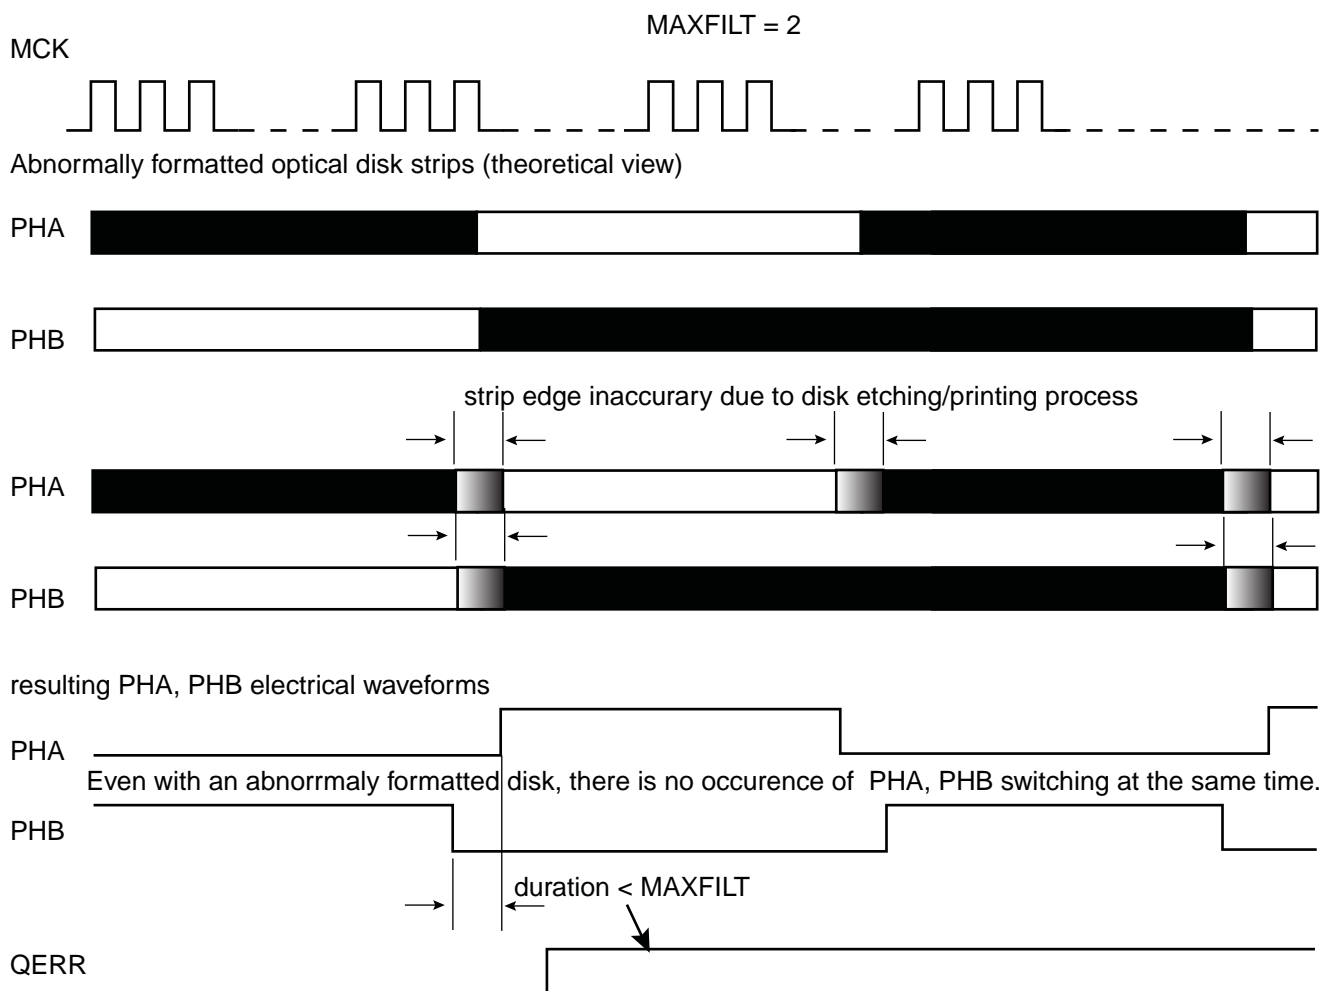 MAXFILT = 2
MCK
Abnormally formatted optical disk strips (theoretical view)
PHA
PHB
strip edge inaccurary due to disk etching/printing process
PHA
PHB
resulting PHA, PHB electrical waveforms
PHA
Even with an abnorrmaly formatted disk, there is no occurence of PHA, PHB switching at the same time.
PHB
duration < MAXFILT
QERR